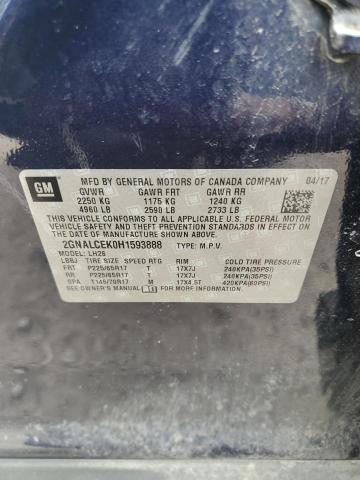 GM
MFD BY GENERAL MOTORS OF CANADA COMPANY 04/17
GVWR GAWR FRT GAWR RR
2250 KG 1175 KG 1240 KG
4960 LB 2590 LB 2733 LB
THIS VEHICLE CONFORMS TO ALL APPLICABLE U.S. FEDERAL MOTOR
VEHICLE SAFETY AND THEFT PREVENTION STANDARDS IN EFFECT ON
THE DATE OF MANUFACTURE SHOWN ABOVE.
2GNALCEK0H1593888 TYPE: M.P.V.
MODEL: LH26
LBBJ TIRE SIZE SPEED RTG RIM COLD TIRE PRESSURE
FRT P225/65R17 T 17X7J 240KPA(35PSI)
RR P225/65R17 T 17X7J 240KPA(35PSI)
SPA T145/70R17 M 17X4.5T 420KPA(60PSI)
SEE OWNER'S MANUAL FOR MORE INFORMATION